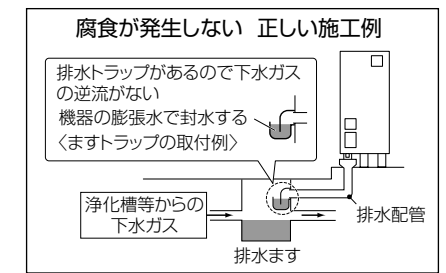 腐食が発生しない 正しい施工例
排水トラップがあるので下水ガス
の逆流がない
機器の膨張水で封水する
〈ますトラップの取付例〉
浄化槽等からの
下水ガス
排水配管
排水ます